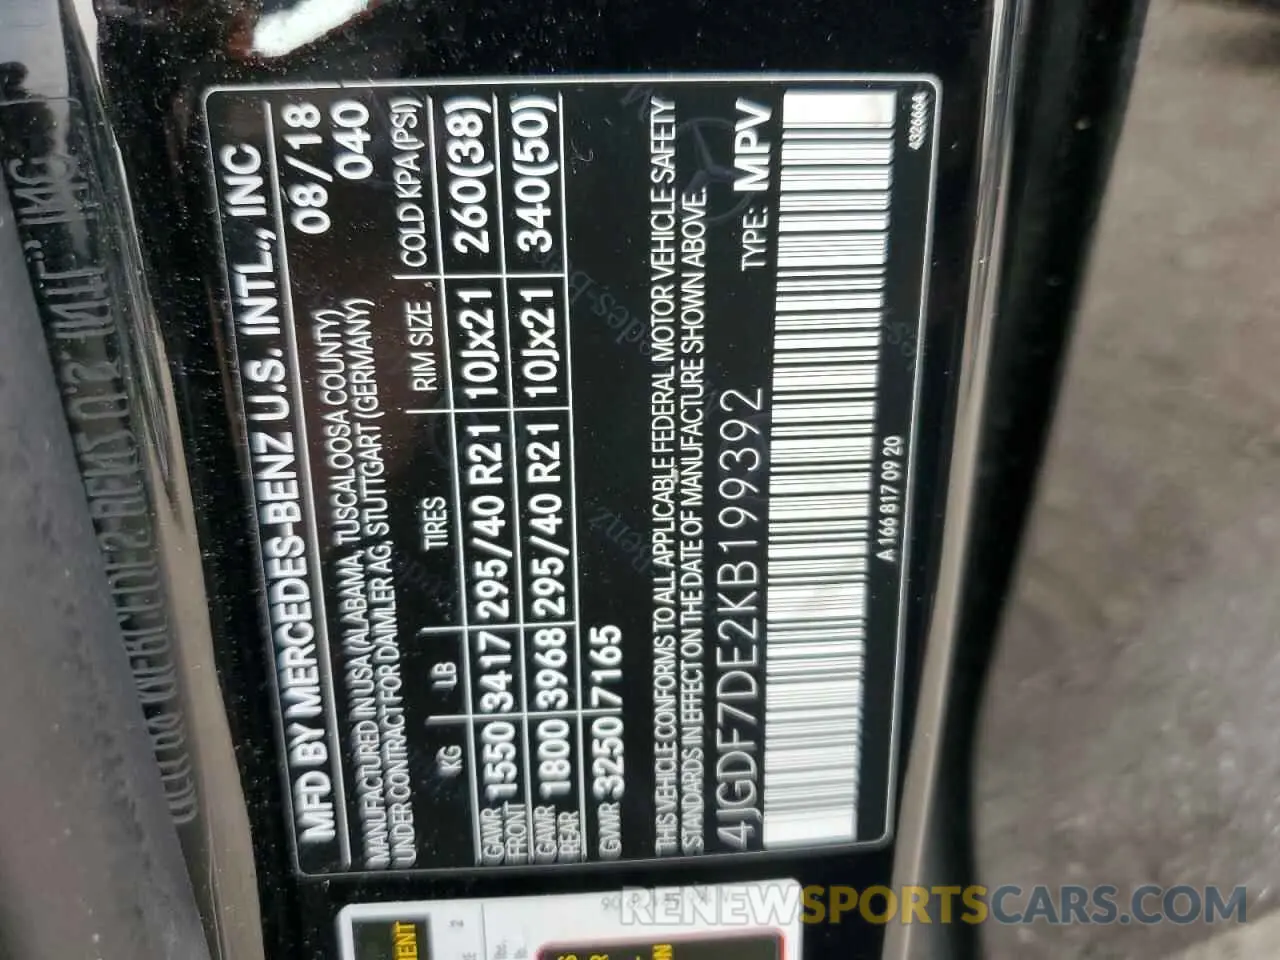 MFD BY MERCEDES-BENZ U.S. INTL., INC
08/18
MANUFACTURED IN USA (ALABAMA, TUSCALOOSA COUNTY) 040
UNDER CONTRACT FOR DAIMLER AG, STUTTGART (GERMANY)
KG LB TIRES RIM SIZE COLD KPA (PSI)
GAWR FRONT 1550 3417 295/40 R21 10Jx21 260(38)
GAWR REAR 1800 3968 295/40 R21 10Jx21 340(50)
GVWR 3250 7165
THIS VEHICLE CONFORMS TO ALL APPLICABLE FEDERAL MOTOR VEHICLE SAFETY
STANDARDS IN EFFECT ON THE DATE OF MANUFACTURE SHOWN ABOVE.
4JGDF7DE2KB199392 TYPE: MPV
A 166 817 09 20
4326664
RENEWSPORTSCARS.COM